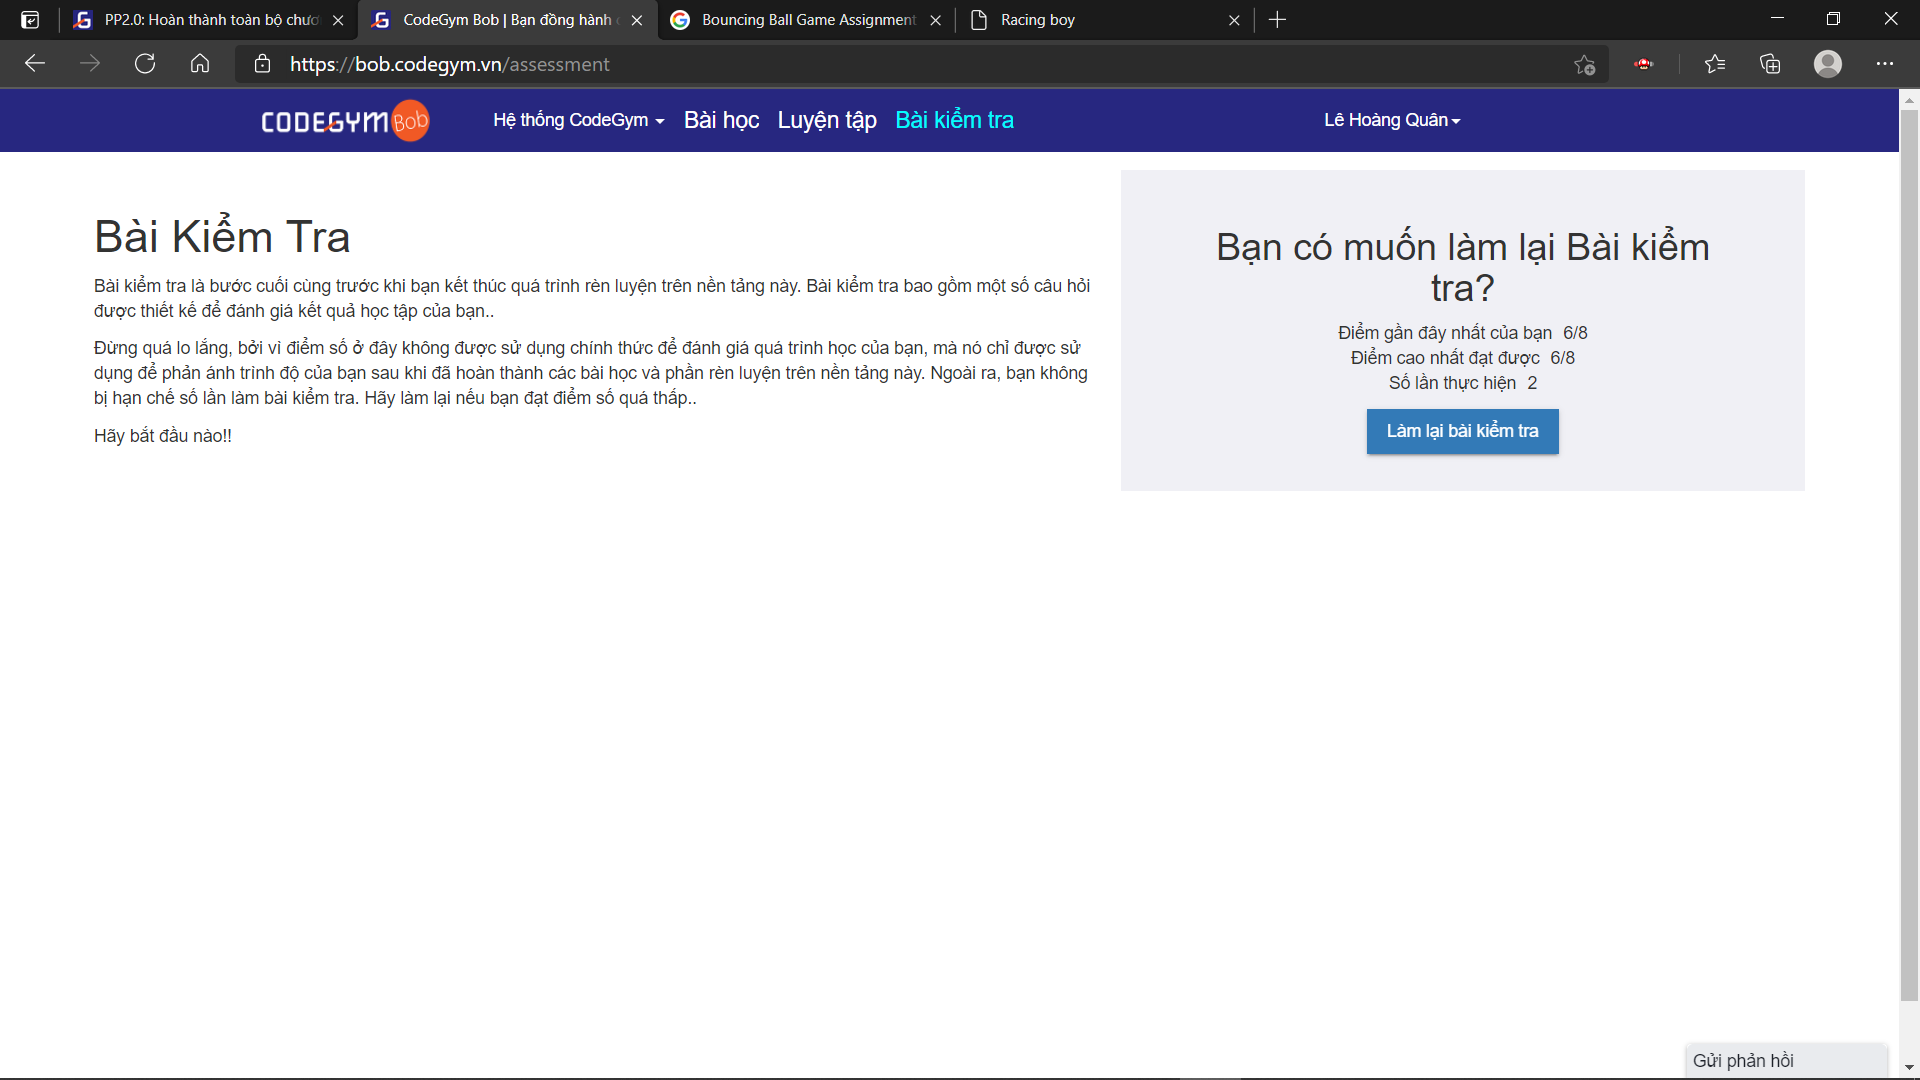 PP2.0: Hoàn thành toàn bộ chươ
CodeGym Bob | Bạn đồng hành
Bouncing Ball Game Assignment
Racing boy
https://bob.codegym.vn/assessment
CODEGYM Bob
Hệ thống CodeGym
Bài học
Luyện tập
Bài kiểm tra
Lê Hoàng Quân
Bài Kiểm Tra
Bài kiểm tra là bước cuối cùng trước khi bạn kết thúc quá trình rèn luyện trên nền tảng này. Bài kiểm tra bao gồm một số câu hỏi
được thiết kế để đánh giá kết quả học tập của bạn..
Đừng quá lo lắng, bởi vì điểm số ở đây không được sử dụng chính thức để đánh giá quá trình học của bạn, mà nó chỉ được sử
dụng để phản ánh trình độ của bạn sau khi đã hoàn thành các bài học và phần rèn luyện trên nền tảng này. Ngoài ra, bạn không
bị hạn chế số lần làm bài kiểm tra. Hãy làm lại nếu bạn đạt điểm số quá thấp..
Hãy bắt đầu nào!!
Bạn có muốn làm lại Bài kiểm
tra?
Điểm gần đây nhất của bạn 6/8
Điểm cao nhất đạt được 6/8
Số lần thực hiện 2
Làm lại bài kiểm tra
Gửi phản hồi